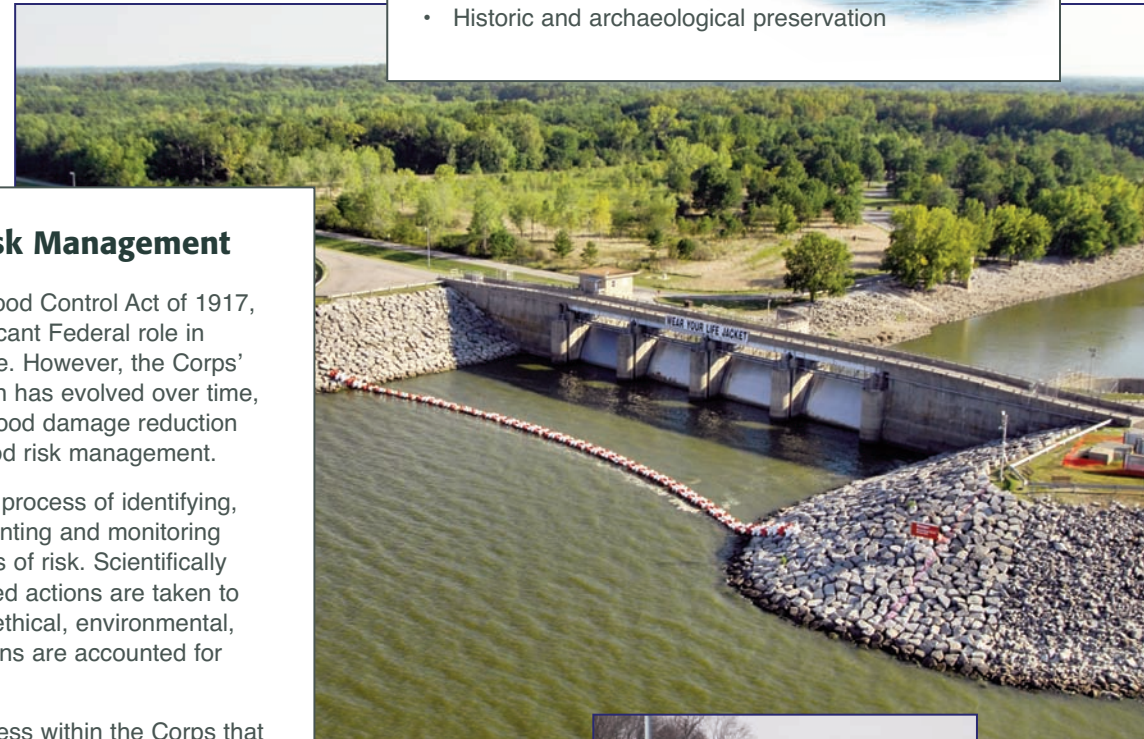 • Historic and archaeological preservation
sk Management
ood Control Act of 1917,
cant Federal role in
e. However, the Corps’
n has evolved over time,
ood damage reduction
od risk management.
process of identifying,
nting and monitoring
s of risk. Scientifically
ed actions are taken to
ethical, environmental,
ns are accounted for
ess within the Corps that
WEAR YOUR LIFE JACKET